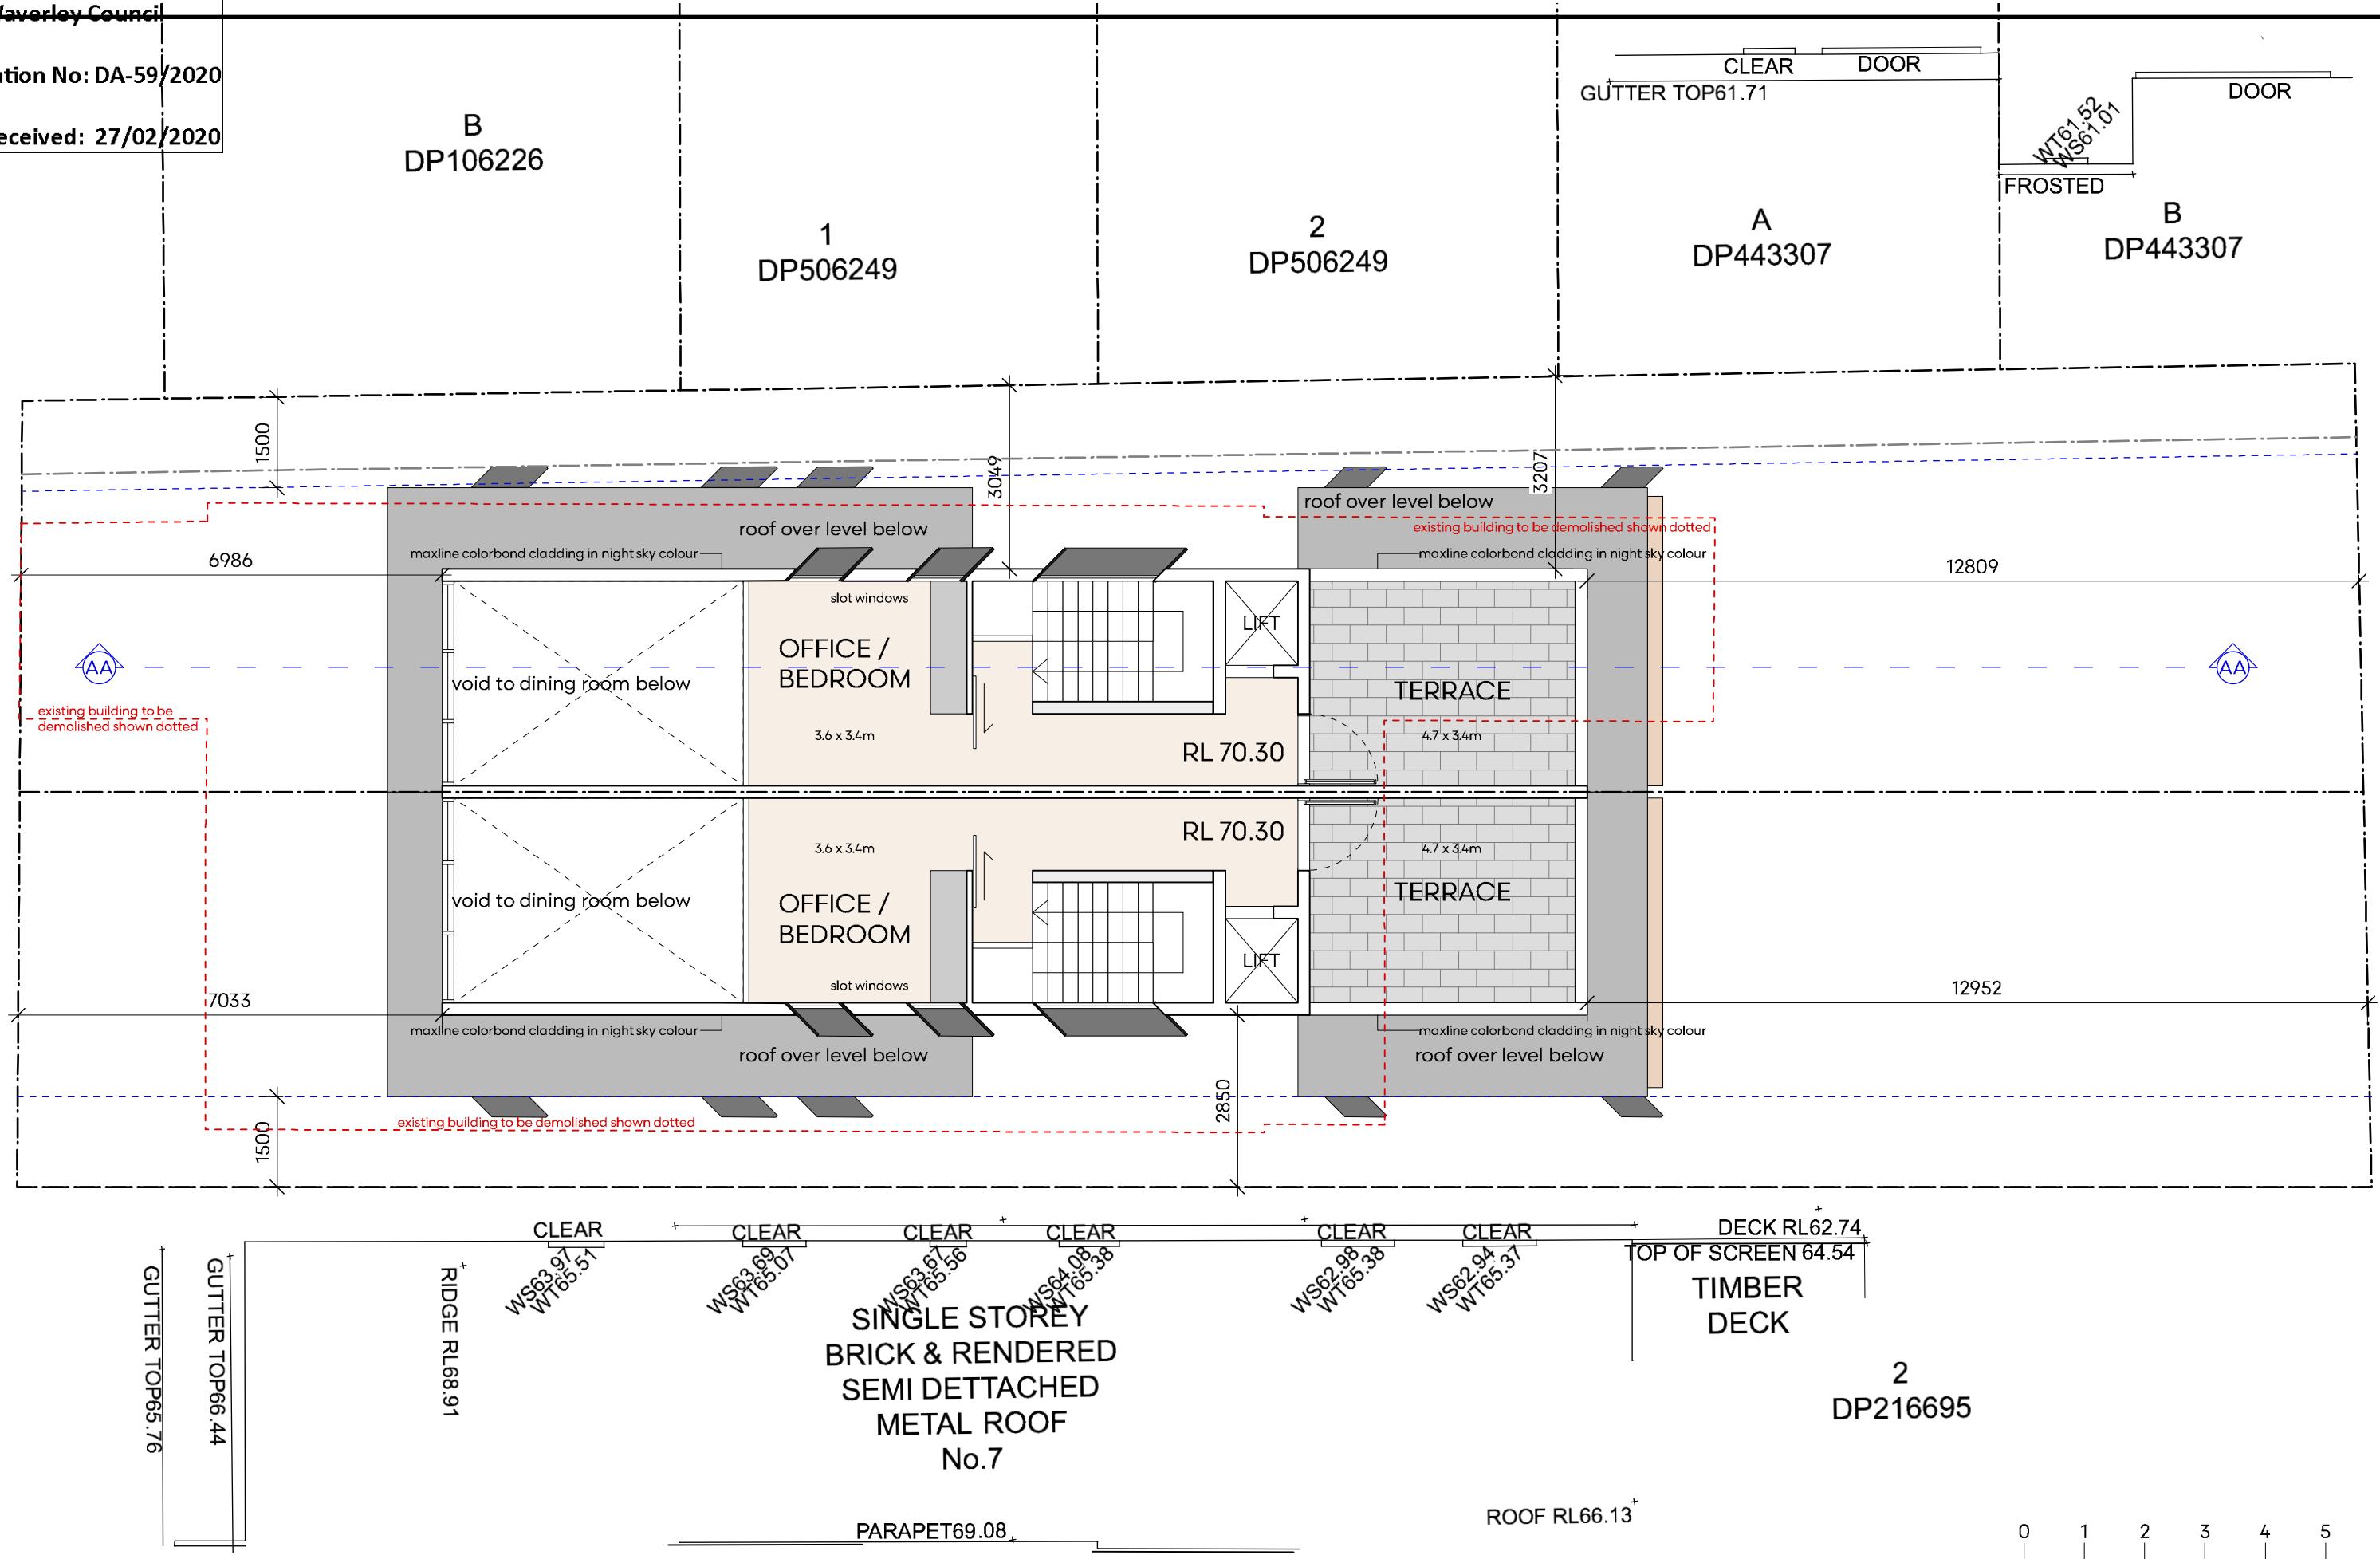 Waverley Council
ation No: DA-59/2020
eceived: 27/02/2020
B
DP106226
1
DP506249
2
DP506249
CLEAR
DOOR
GUTTER TOP61.71
A
DP443307
WT61.52
WS61.01
FROSTED
DOOR
B
DP443307
1500
3049
3207
roof over level below
roof over level below
existing building to be demolished shown dotted
maxline colorbond cladding in night sky colour
maxline colorbond cladding in night sky colour
6986
12809
slot windows
LIFT
OFFICE /
BEDROOM
AA
AA
void to dining room below
TERRACE
existing building to be
demolished shown dotted
3.6 x 3.4m
4.7 x 3.4m
RL 70.30
RL 70.30
3.6 x 3.4m
4.7 x 3.4m
void to dining room below
OFFICE /
BEDROOM
TERRACE
LIFT
slot windows
7033
12952
maxline colorbond cladding in night sky colour
maxline colorbond cladding in night sky colour
roof over level below
roof over level below
2850
existing building to be demolished shown dotted
1500
CLEAR
CLEAR
CLEAR
CLEAR
CLEAR
CLEAR
DECK RL62.74
TOP OF SCREEN 64.54
WS63.97
WT65.51
WS63.69
WT65.07
WS63.67
WT65.56
WS64.08
WT65.38
WS62.98
WT65.38
WS62.94
WT65.37
GUTTER TOP65.76
GUTTER TOP66.44
RIDGE RL68.91
TIMBER
DECK
SINGLE STOREY
BRICK & RENDERED
SEMI DETTACHED
METAL ROOF
No.7
2
DP216695
ROOF RL66.13
PARAPET69.08
0 1 2 3 4 5